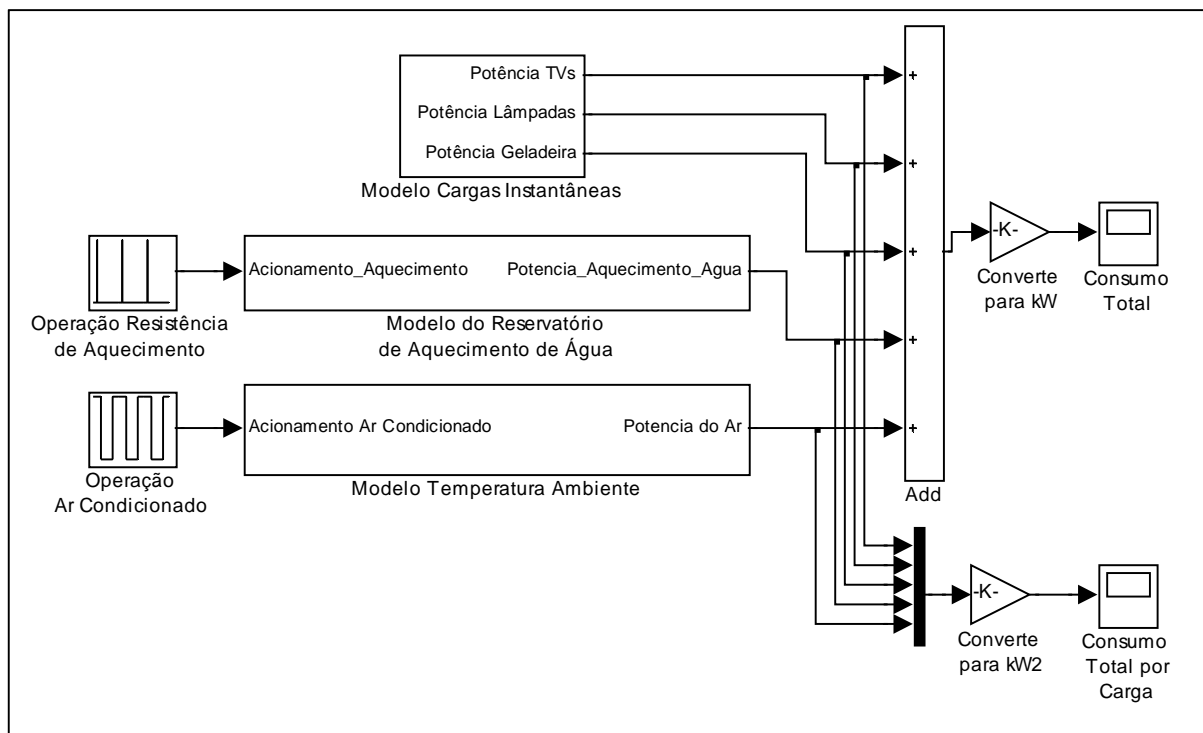 Potência TVs
Potência Lâmpadas
Potência Geladeira
Modelo Cargas Instantâneas
+
+
+
+
+
Add
-K-
Converte
para kW
Consumo
Total
Operação Resistência
de Aquecimento
Acionamento_Aquecimento
Potencia_Aquecimento_Agua
Modelo do Reservatório
de Aquecimento de Água
Operação
Ar Condicionado
Acionamento Ar Condicionado
Potencia do Ar
Modelo Temperatura Ambiente
-K-
Converte
para kW2
Consumo
Total por
Carga